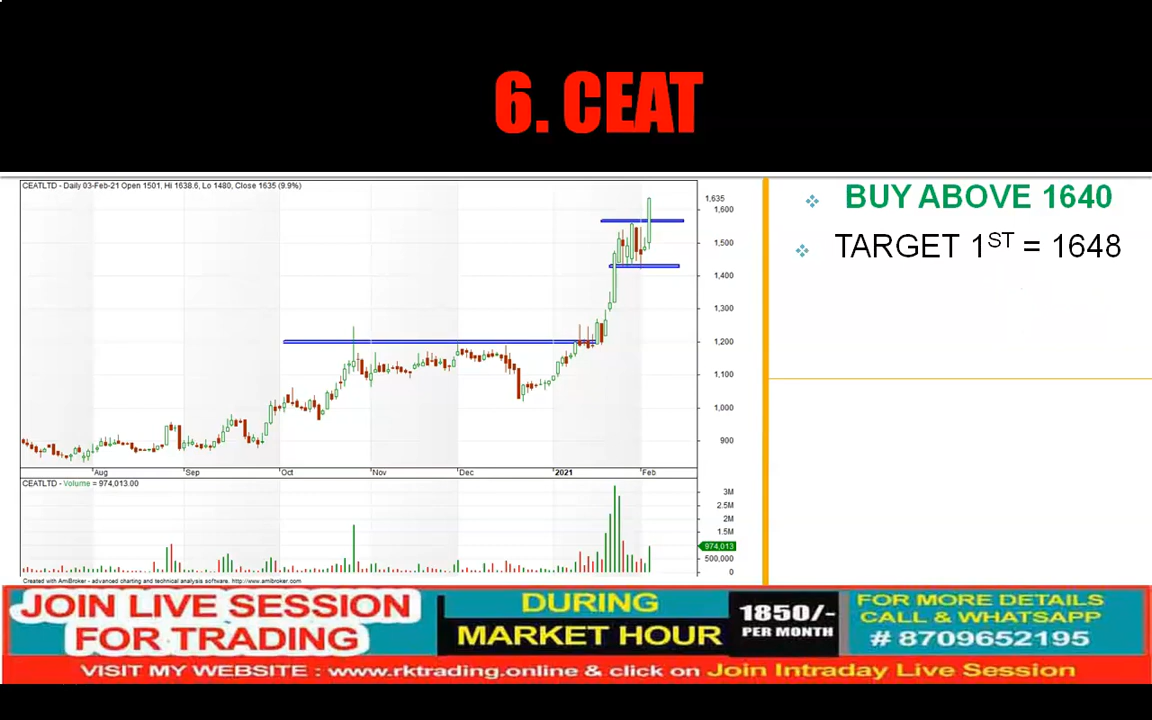 6. CEAT
CEATLTD - Daily 03-Feb-21 Open 1501, Hi 1638.6, Lo 1480, Close 1635 (9.9%)
1,635
1,600
1,500
1,400
1,300
1,200
1,100
1,000
900
Aug Sep Oct Nov Dec 2021 Feb
CEATLTD - Volume = 974,013.00
3M
2.5M
2M
1.5M
974,013
500,000
0
Created with AmiBroker - advanced charting and technical analysis software. http://www.amibroker.com
❖ BUY ABOVE 1640
❖ TARGET 1ST = 1648
JOIN LIVE SESSION
FOR TRADING
DURING
MARKET HOUR
1850/-
PER MONTH
FOR MORE DETAILS
CALL & WHATSAPP
# 8709652195
VISIT MY WEBSITE : www.rktrading.online & click on Join Intraday Live Session